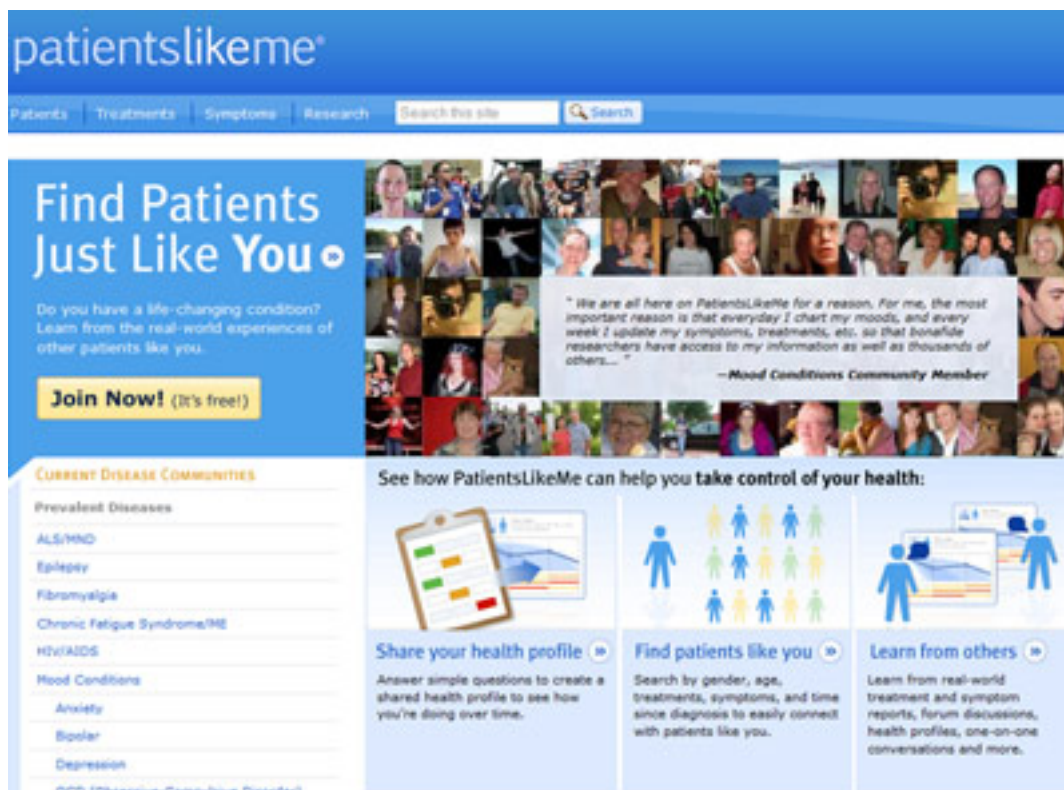 patientslikeme®
Patients Treatments Symptoms Research Search this site Search
Find Patients
Just Like You
Do you have a life-changing condition?
Learn from the real-world experiences of
other patients like you.
Join Now! (It's free!)
" We are all here on PatientsLikeMe for a reason. For me, the most
important reason is that everyday I chart my moods, and every
week I update my symptoms, treatments, etc. so that bonafide
researchers have access to my information as well as thousands of
others... "
—Mood Conditions Community Member
CURRENT DISEASE COMMUNITIES
Prevalent Diseases
ALS/MND
Epilepsy
Fibromyalgia
Chronic Fatigue Syndrome/ME
HIV/AIDS
Mood Conditions
Anxiety
Bipolar
Depression
OCD (Obsessive Compulsive Disorder)
See how PatientsLikeMe can help you take control of your health:
Share your health profile
Answer simple questions to create a
shared health profile to see how
you're doing over time.
Find patients like you
Search by gender, age,
treatments, symptoms, and time
since diagnosis to easily connect
with patients like you.
Learn from others
Learn from real-world
treatment and symptom
reports, forum discussions,
health profiles, one-on-one
conversations and more.